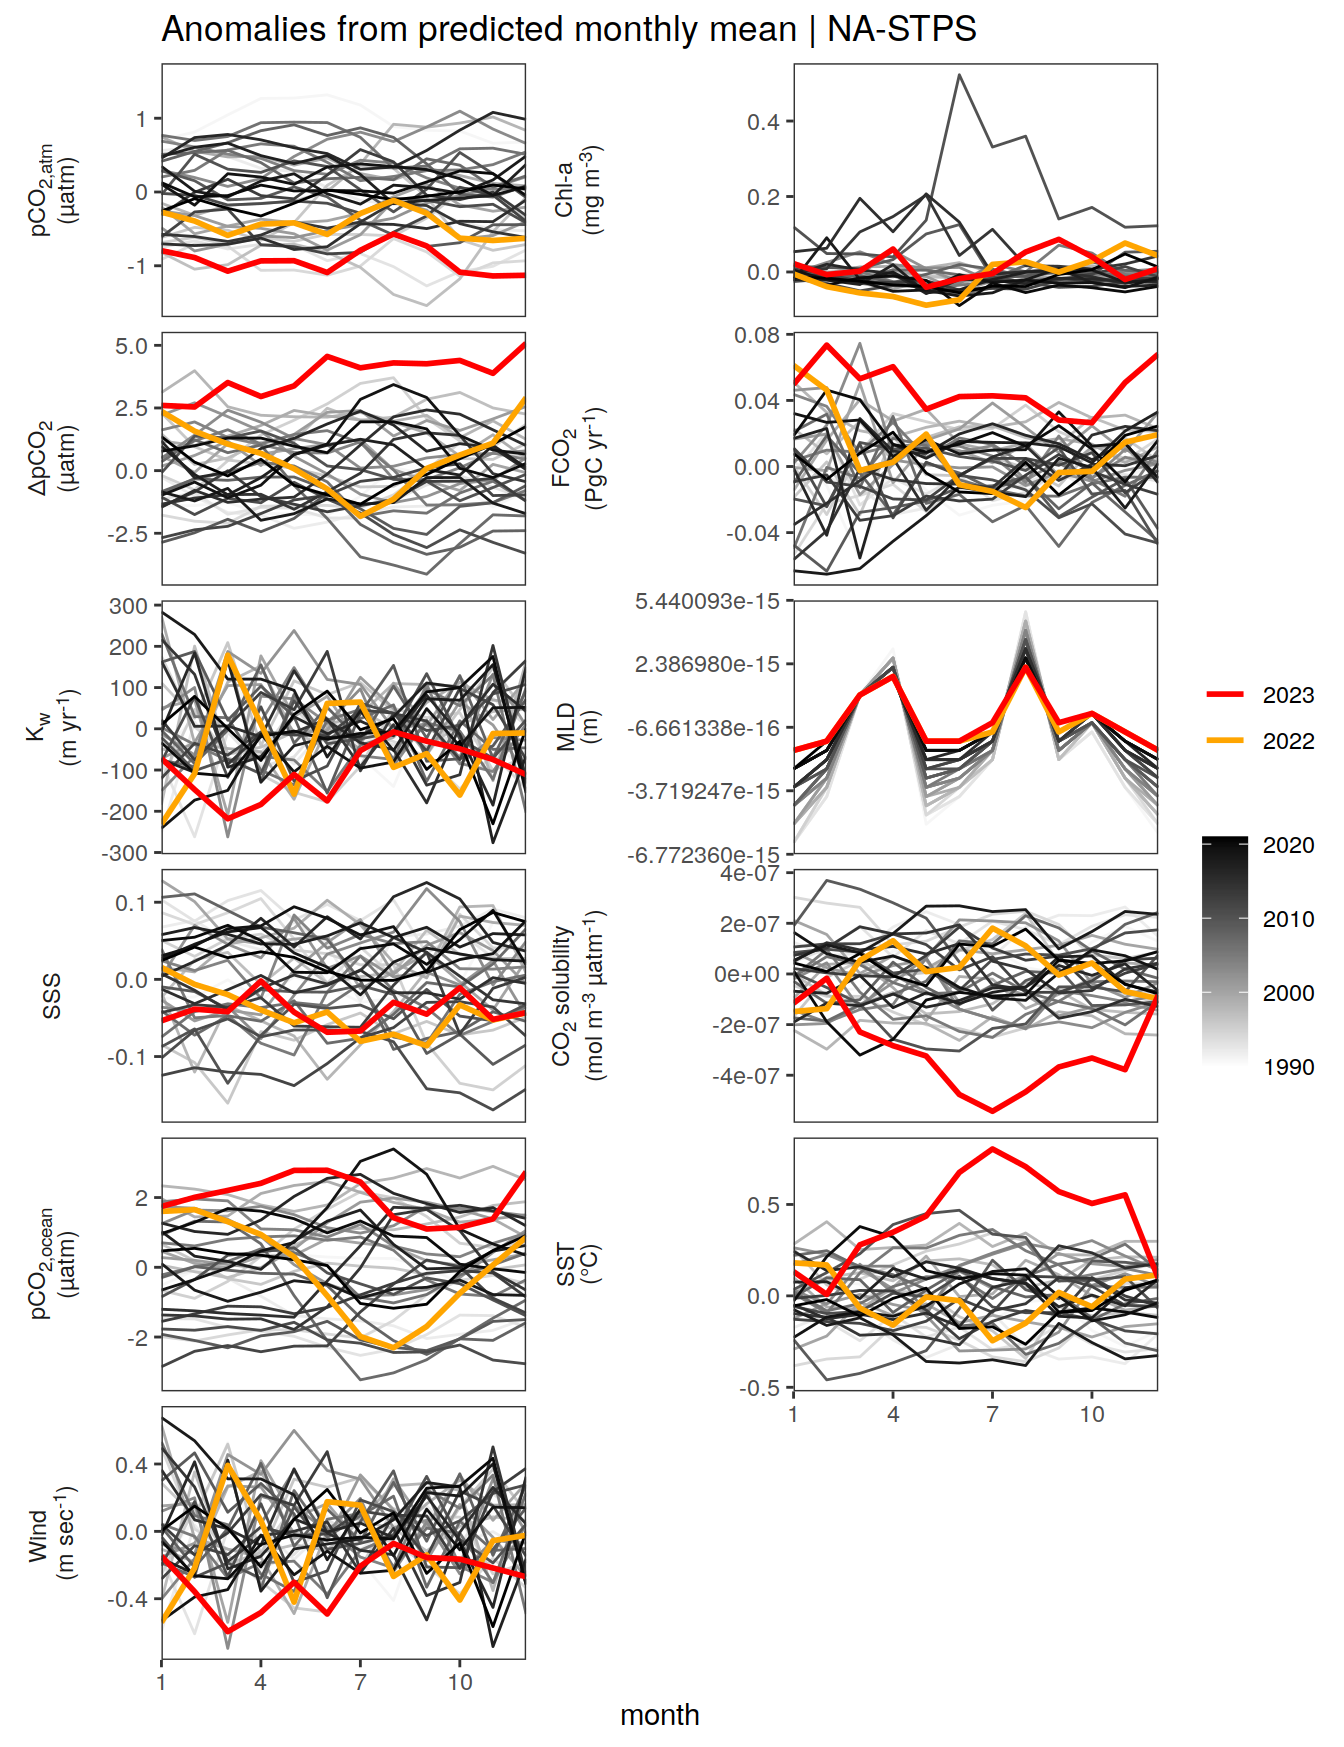 Anomalies from predicted monthly mean | NA-STPS
pCO2,atm
(µatm)
1
0
-1
Chl-a
(mg m-3)
0.4
0.2
0.0
ΔpCO2
(µatm)
5.0
2.5
0.0
-2.5
FCO2
(PgC yr-1)
0.08
0.04
0.00
-0.04
Kw
(m yr-1)
300
200
100
0
-100
-200
-300
MLD
(m)
5.440093e-15
2.386980e-15
-6.661338e-16
-3.719247e-15
-6.772360e-15
SSS
0.1
0.0
-0.1
CO2 solubility
(mol m-3 µatm-1)
4e-07
2e-07
0e+00
-2e-07
-4e-07
pCO2,ocean
(µatm)
2
0
-2
SST
(°C)
0.5
0.0
-0.5
1 4 7 10
Wind
(m sec-1)
0.4
0.0
-0.4
1 4 7 10
month
2023
2022
2020
2010
2000
1990